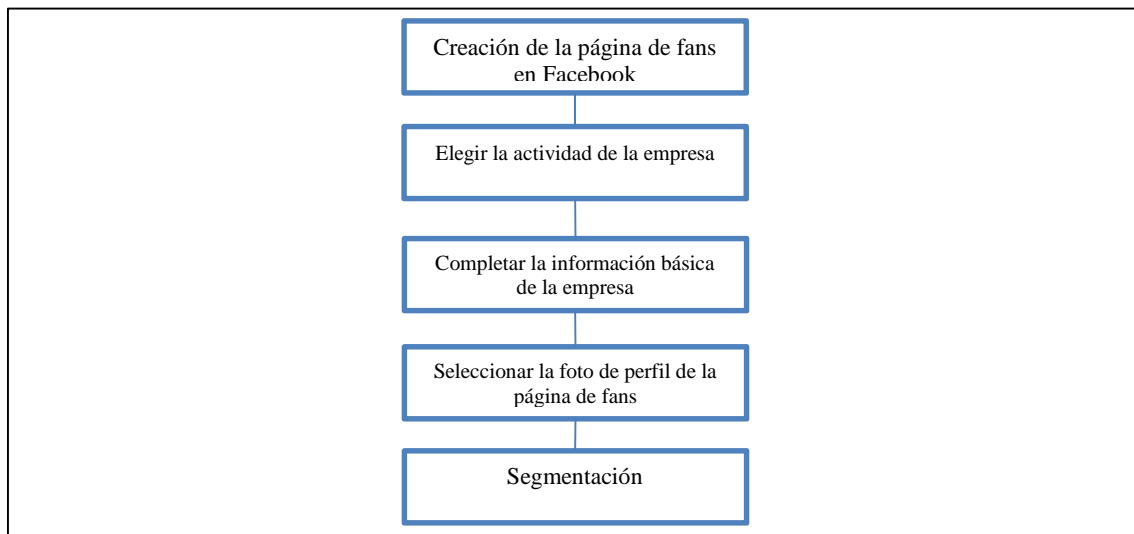 Creación de la página de fans
en Facebook
Elegir la actividad de la empresa
Completar la información básica
de la empresa
Seleccionar la foto de perfil de la
página de fans
Segmentación